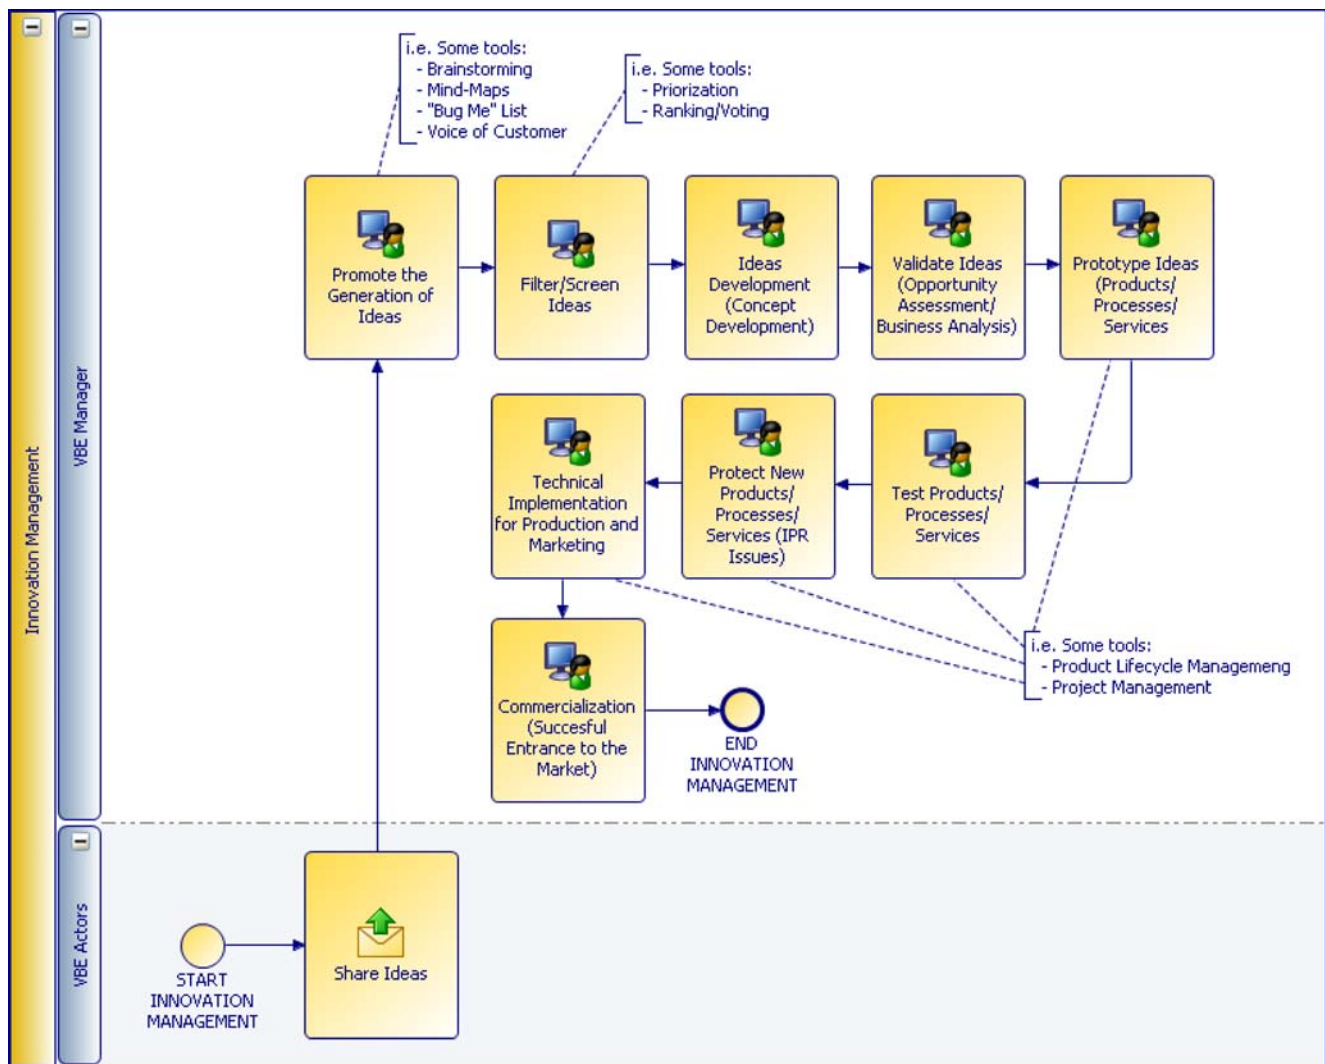 Innovation Management
VBE Manager
i.e. Some tools:
- Brainstorming
- Mind-Maps
- "Bug Me" List
- Voice of Customer
i.e. Some tools:
- Priorization
- Ranking/Voting
Promote the
Generation of
Ideas
Filter/Screen
Ideas
Ideas
Development
(Concept
Development)
Validate Ideas
(Opportunity
Assessment/
Business Analysis)
Prototype Ideas
(Products/
Processes/
Services
Technical
Implementation
for Production and
Marketing
Protect New
Products/
Processes/
Services (IPR
Issues)
Test Products/
Processes/
Services
i.e. Some tools:
- Product Lifecycle Managemeng
- Project Management
Commercialization
(Succesful
Entrance to the
Market)
END
INNOVATION
MANAGEMENT
VBE Actors
START
INNOVATION
MANAGEMENT
Share Ideas